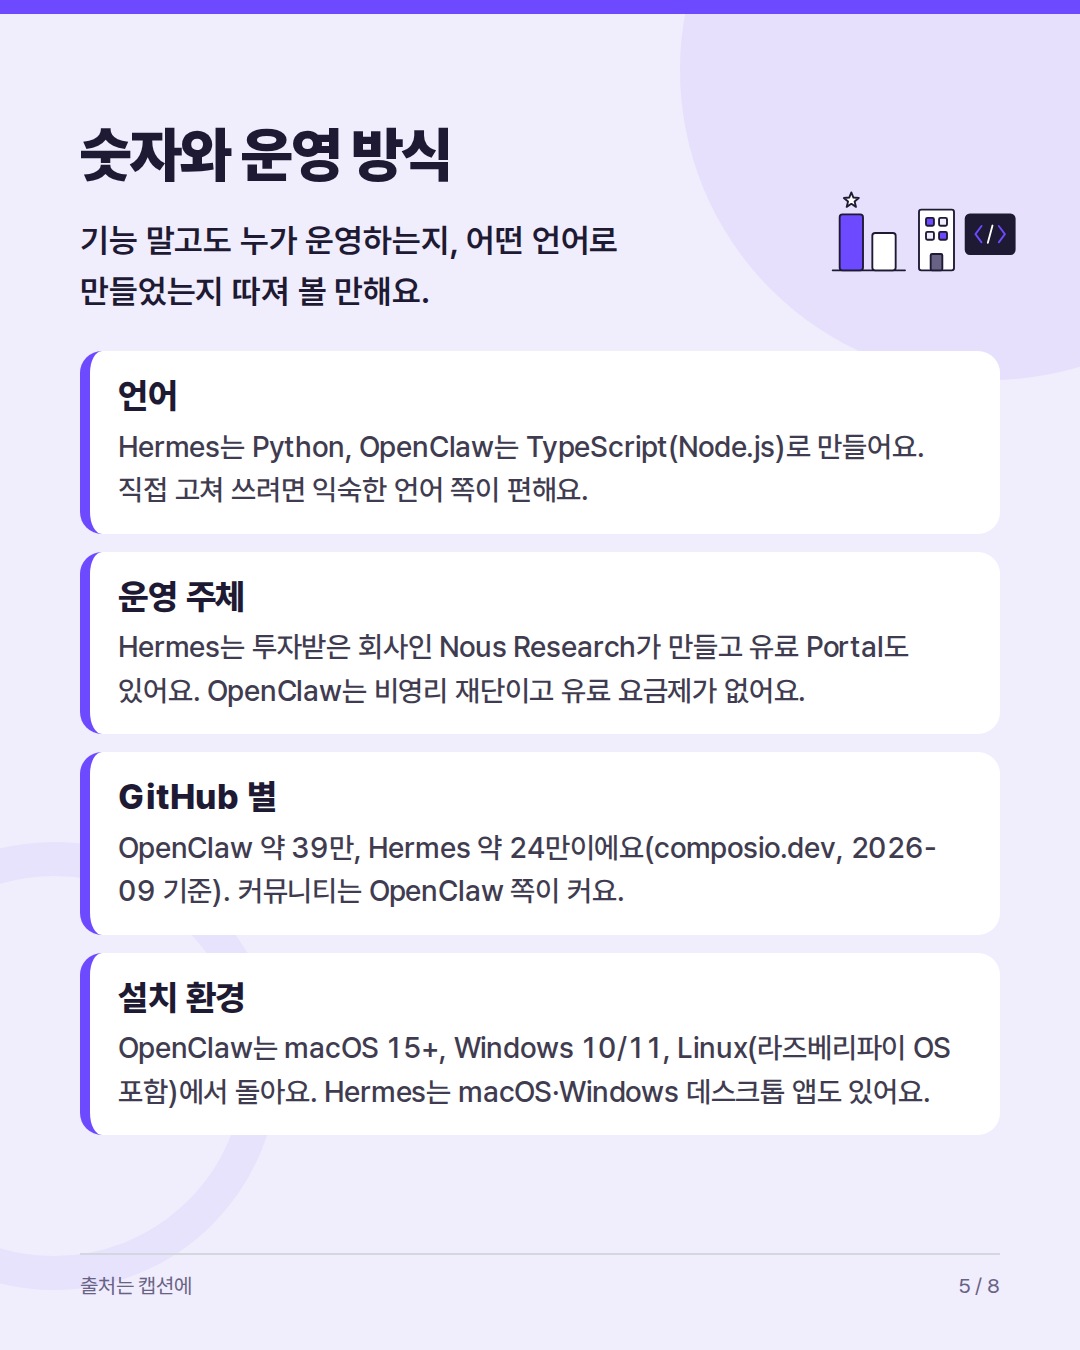 숫자와 운영 방식
기능 말고도 누가 운영하는지, 어떤 언어로
만들었는지 따져 볼 만해요.
언어
Hermes는 Python, OpenClaw는 TypeScript(Node.js)로 만들어요.
직접 고쳐 쓰려면 익숙한 언어 쪽이 편해요.
운영 주체
Hermes는 투자받은 회사인 Nous Research가 만들고 유료 Portal도
있어요. OpenClaw는 비영리 재단이고 유료 요금제가 없어요.
GitHub 별
OpenClaw 약 39만, Hermes 약 24만이에요(composio.dev, 2026-
09 기준). 커뮤니티는 OpenClaw 쪽이 커요.
설치 환경
OpenClaw는 macOS 15+, Windows 10/11, Linux(라즈베리파이 OS
포함)에서 돌아요. Hermes는 macOS·Windows 데스크톱 앱도 있어요.
출처는 캡션에
5 / 8